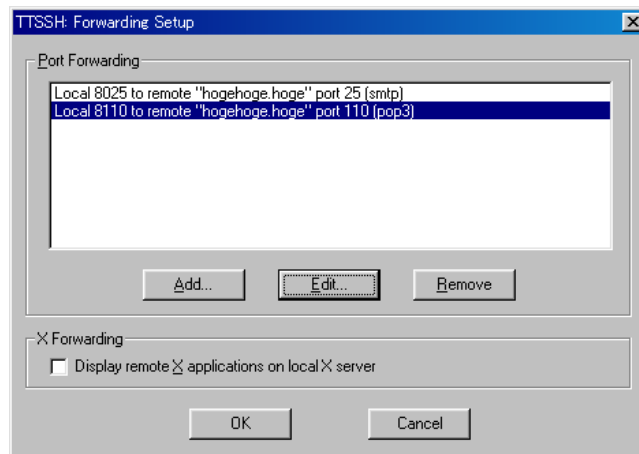 TTSSH: Forwarding Setup
Port Forwarding
Local 8025 to remote "hogehoge.hoge" port 25 (smtp)
Local 8110 to remote "hogehoge.hoge" port 110 (pop3)
Add... Edit... Remove
X Forwarding
Display remote X applications on local X server
OK Cancel